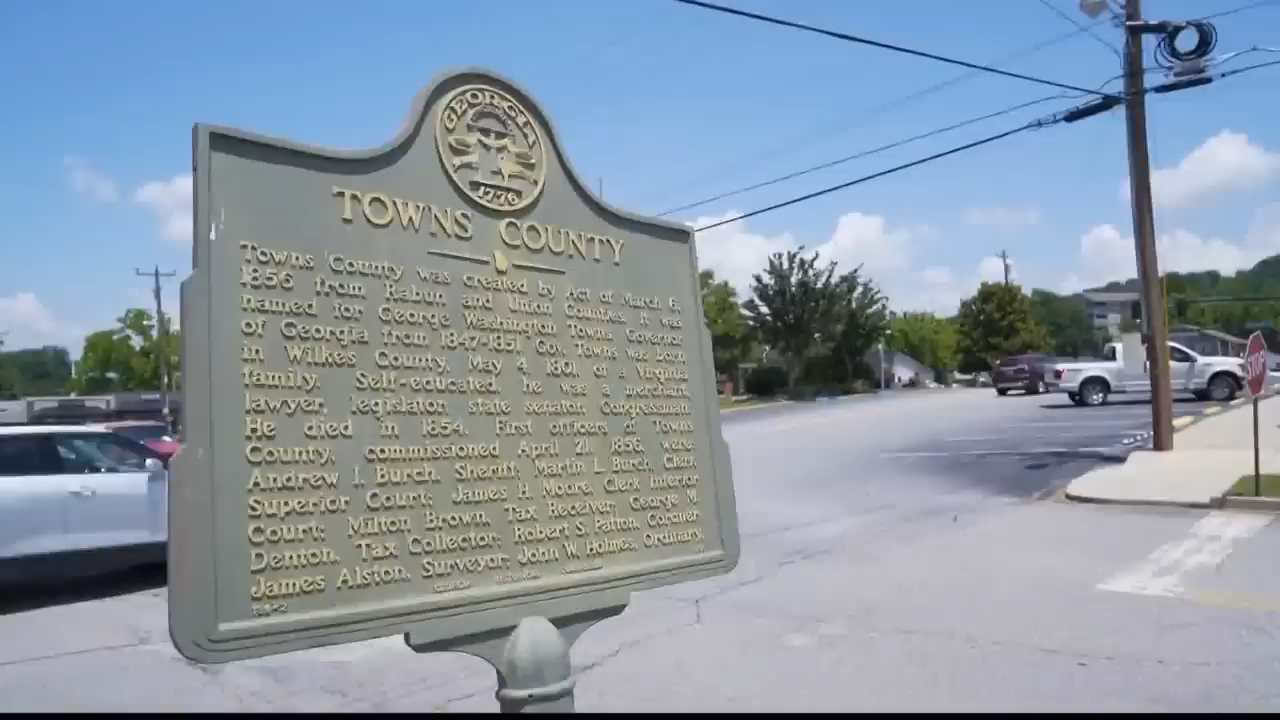 GEORGIA
1776
TOWNS COUNTY
Towns County was created by Act of March 6,
1856 from Rabun and Union Counties. It was
named for George Washington Towns, Governor
of Georgia from 1847-1851. Gov. Towns was born
in Wilkes County, May 4, 1801, of a Virginia
family. Self-educated, he was a merchant,
lawyer, legislator, state senator, Congressman.
He died in 1854. First officers of Towns
County, commissioned April 21, 1856, were:
Andrew I. Burch, Sheriff; Martin L. Burch, Clerk
Superior Court; James H. Moore, Clerk Inferior
Court; Milton Brown, Tax Receiver; George M.
Denton, Tax Collector; Robert S. Patton, Coroner
James Alston, Surveyor; John W. Holmes, Ordinary.
STOP